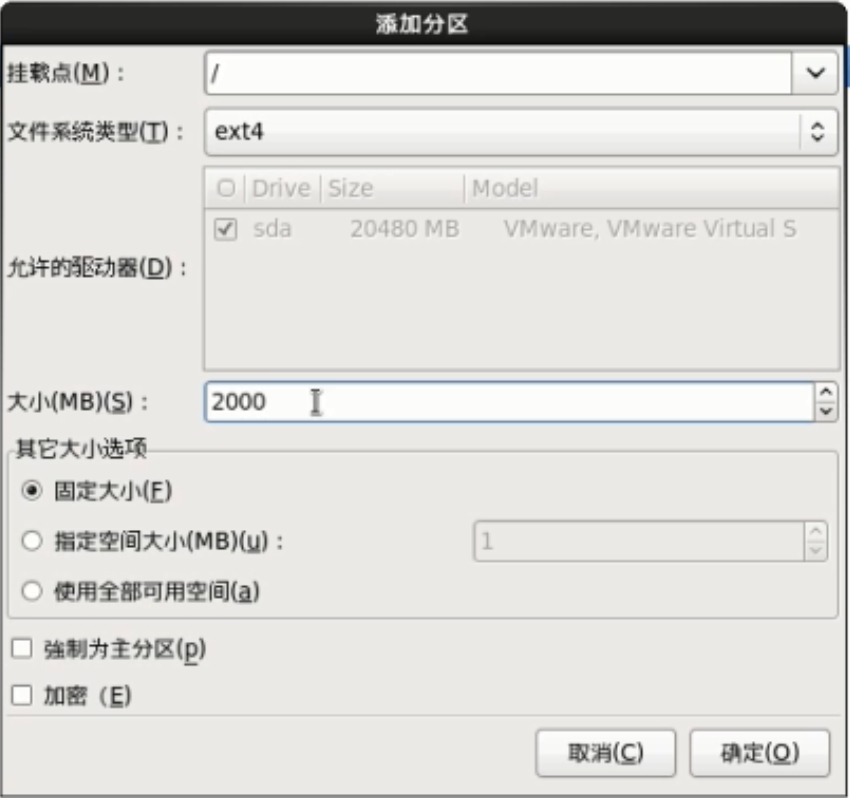 添加分区
挂载点(M)：
/
文件系统类型(T)：
ext4
Drive Size Model
sda 20480 MB VMware, VMware Virtual S
允许的驱动器(D)：
大小(MB)(S)：
2000
其它大小选项
固定大小(F)
指定空间大小(MB)(u)：
1
使用全部可用空间(a)
強制为主分区(p)
加密（E)
取消(C) 确定(O)